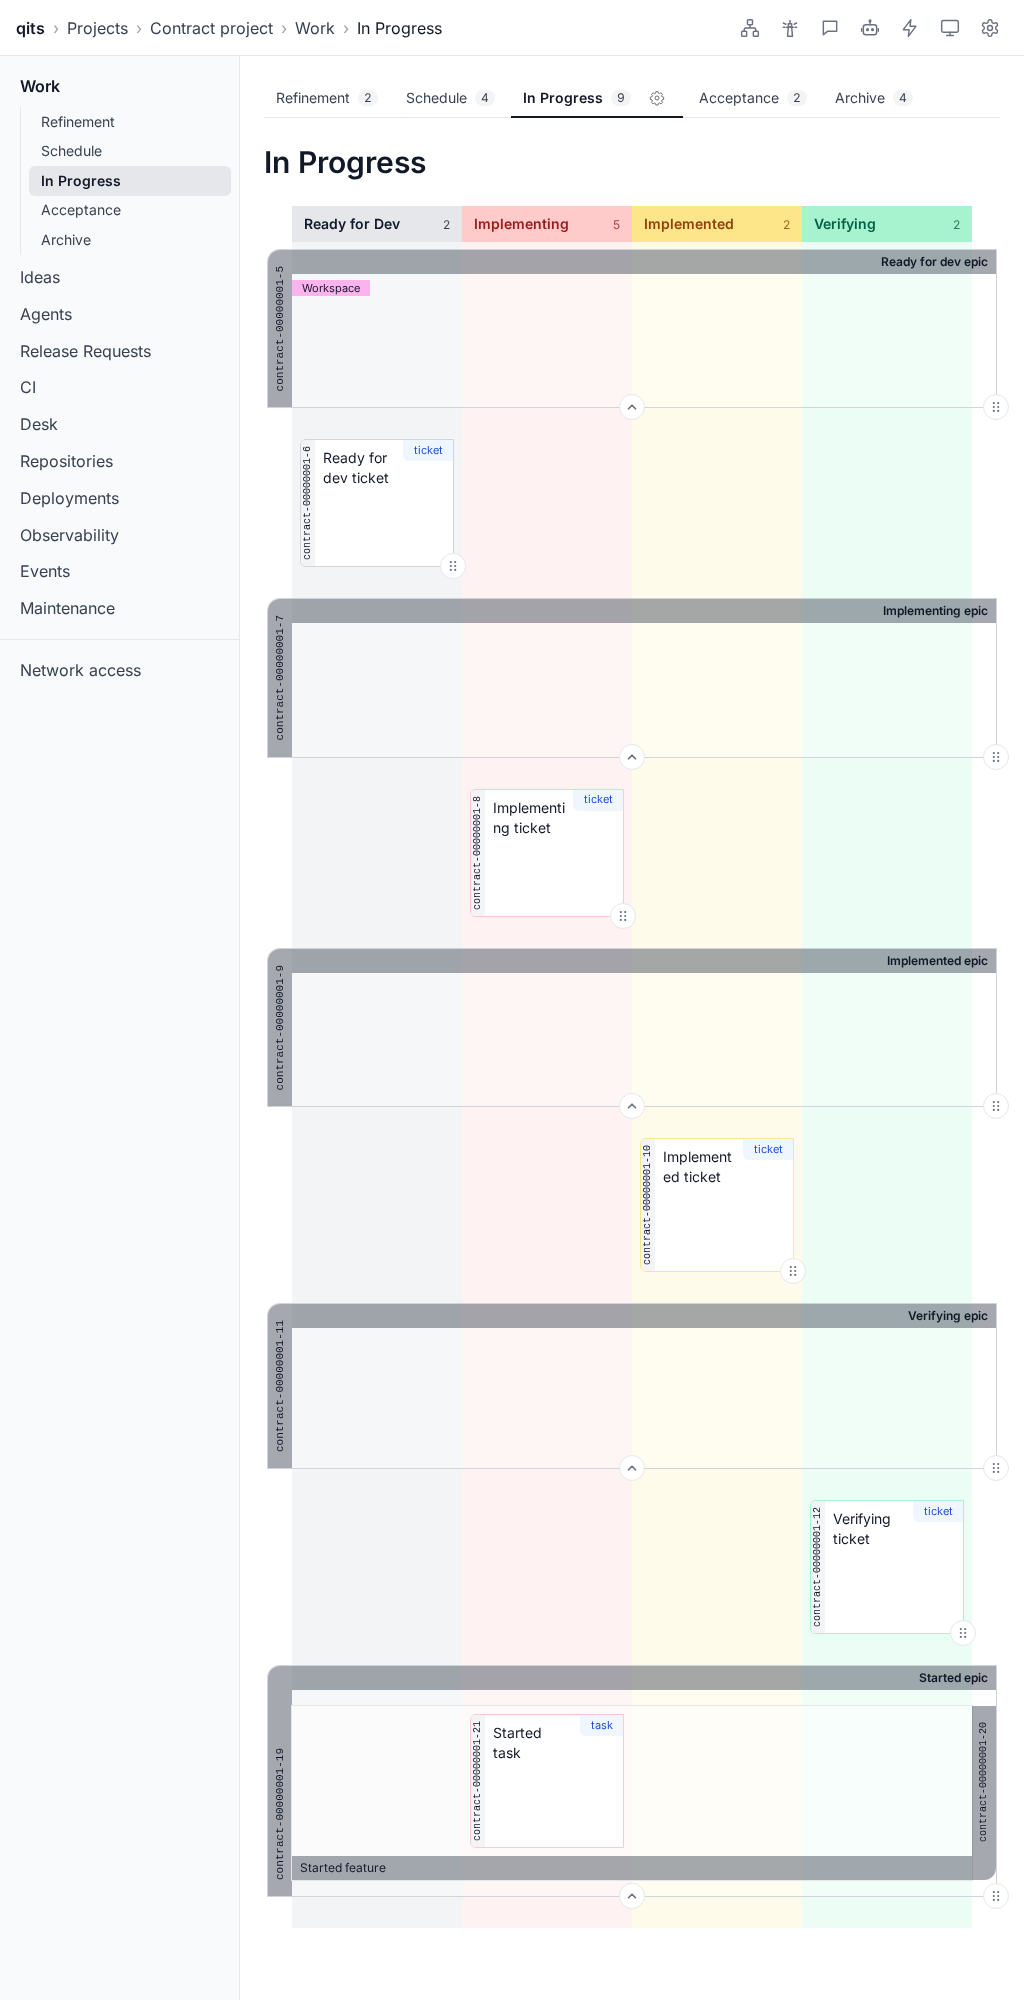 qits › Projects › Contract project › Work › In Progress
Work
Refinement
Schedule
In Progress
Acceptance
Archive
Ideas
Agents
Release Requests
CI
Desk
Repositories
Deployments
Observability
Events
Maintenance
Network access
Refinement 2 Schedule 4 In Progress 9 Acceptance 2 Archive 4
In Progress
Ready for Dev 2 Implementing 5 Implemented 2 Verifying 2
contract-00000001-5
Ready for dev epic
Workspace
contract-00000001-6
Ready for
dev ticket
ticket
contract-00000001-7
Implementing epic
contract-00000001-8
Implementi
ng ticket
ticket
contract-00000001-9
Implemented epic
contract-00000001-10
Implement
ed ticket
ticket
contract-00000001-11
Verifying epic
contract-00000001-12
Verifying
ticket
ticket
contract-00000001-19
Started epic
contract-00000001-21
Started
task
task
contract-00000001-20
Started feature